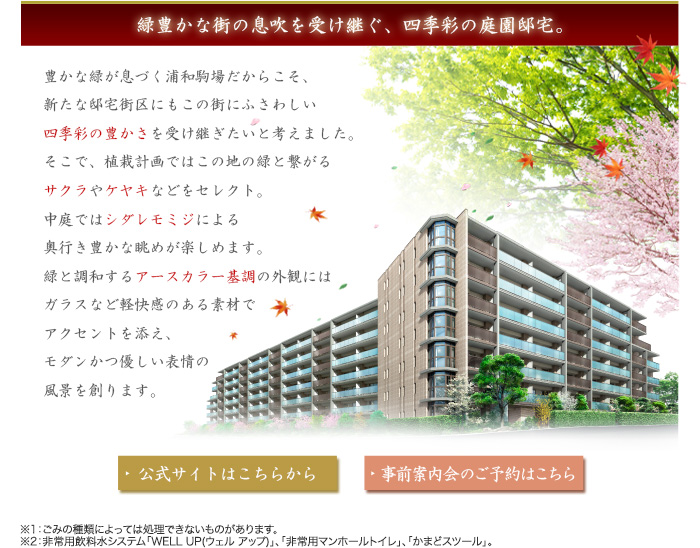 緑豊かな街の息吹を受け継ぐ、四季彩の庭園邸宅。
豊かな緑が息づく浦和駒場だからこそ、
新たな邸宅街区にもこの街にふさわしい
四季彩の豊かさを受け継ぎたいと考えました。
そこで、植栽計画ではこの地の緑と繋がる
サクラやケヤキなどをセレクト。
中庭ではシダレモミジによる
奥行き豊かな眺めが楽しめます。
緑と調和するアースカラー基調の外観には
ガラスなど軽快感のある素材で
アクセントを添え、
モダンかつ優しい表情の
風景を創ります。
公式サイトはこちらから
事前案内会のご予約はこちら
※1：ごみの種類によっては処理できないものがあります。
※2：非常用飲料水システム「WELL UP(ウェル アップ)」、「非常用マンホールトイレ」、「かまどスツール」。